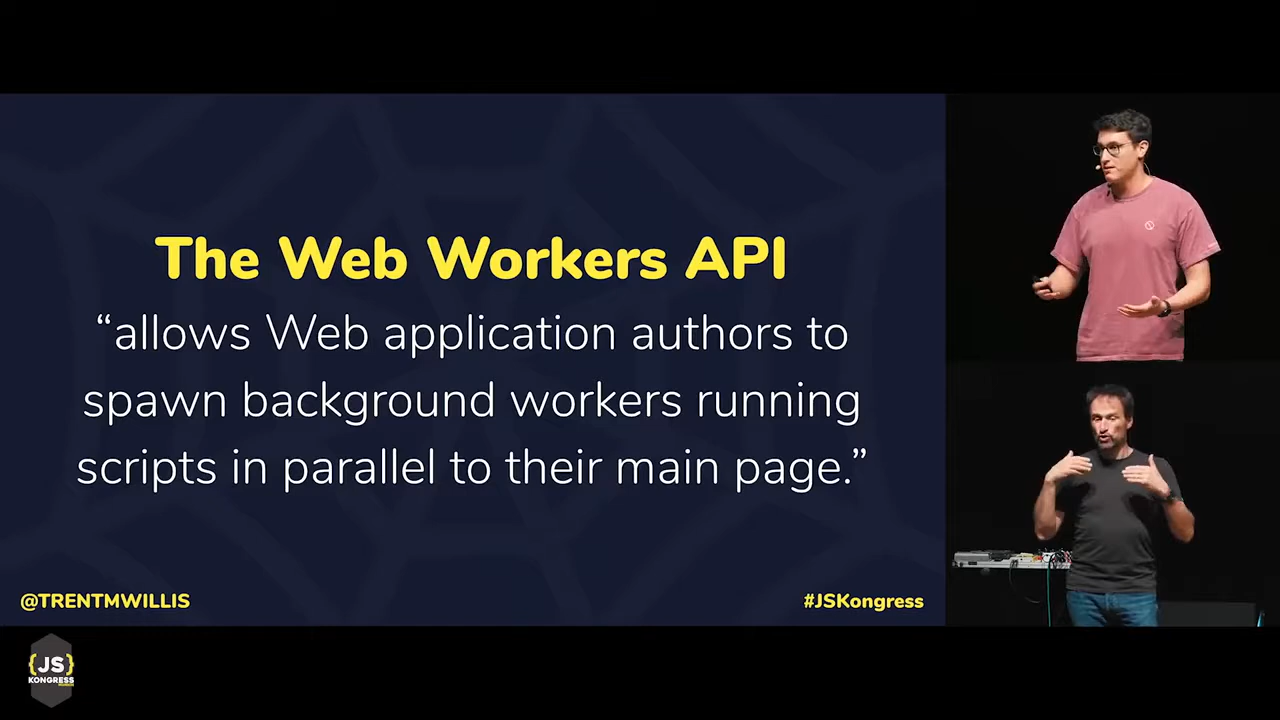 The Web Workers API
“allows Web application authors to
spawn background workers running
scripts in parallel to their main page.”
@TRENTMWILLIS
#JSKongress
{JS}
KONGRESS